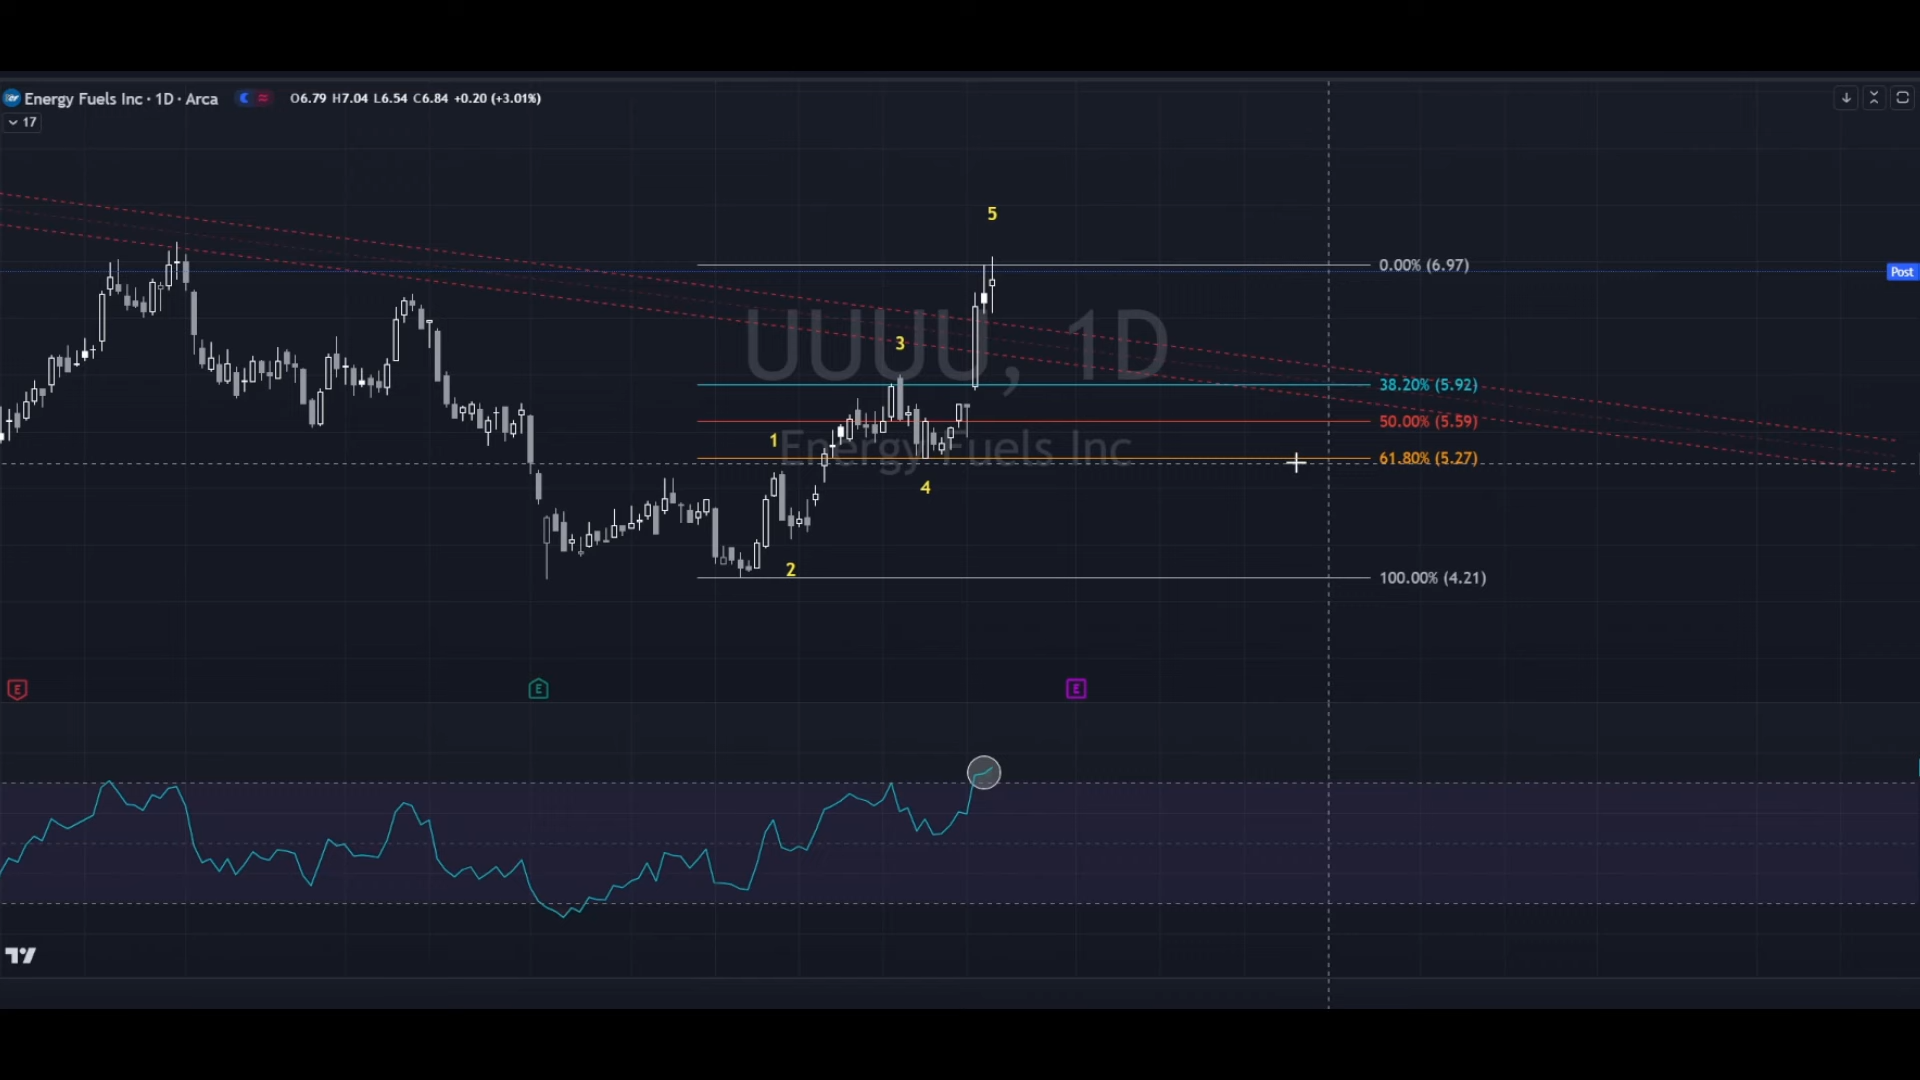 Energy Fuels Inc · 1D · Arca O6.79 H7.04 L6.54 C6.84 +0.20 (+3.01%)
17
5
0.00% (6.97)
Post
UUUU, 1D
3
38.20% (5.92)
50.00% (5.59)
1
Energy Fuels Inc
61.80% (5.27)
4
2
100.00% (4.21)
E
E
E